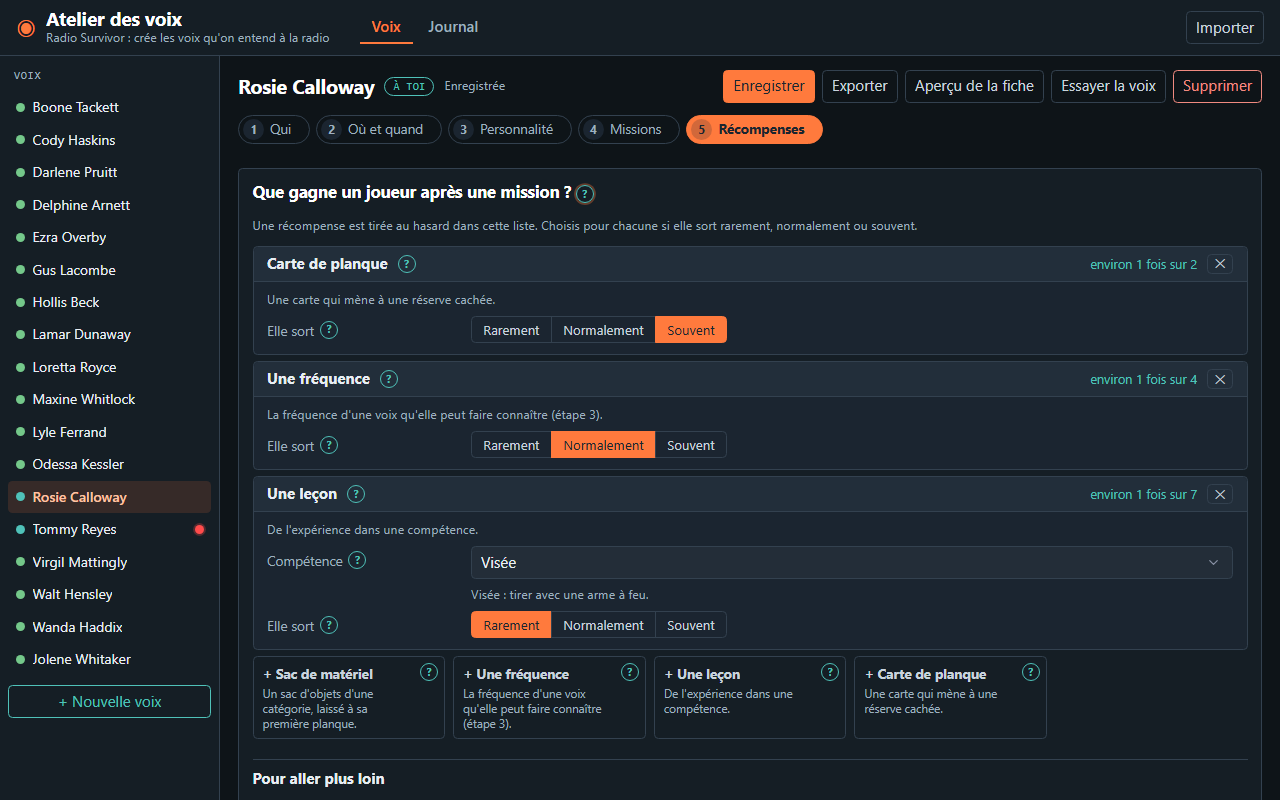 Atelier des voix
Radio Survivor : crée les voix qu'on entend à la radio
Voix
Journal
Importer
VOIX
Boone Tackett
Cody Haskins
Darlene Pruitt
Delphine Arnett
Ezra Overby
Gus Lacombe
Hollis Beck
Lamar Dunaway
Loretta Royce
Maxine Whitlock
Lyle Ferrand
Odessa Kessler
Rosie Calloway
Tommy Reyes
Virgil Mattingly
Walt Hensley
Wanda Haddix
Jolene Whitaker
+ Nouvelle voix
Rosie Calloway
À TOI
Enregistrée
Enregistrer
Exporter
Aperçu de la fiche
Essayer la voix
Supprimer
1 Qui
2 Où et quand
3 Personnalité
4 Missions
5 Récompenses
Que gagne un joueur après une mission ? ?
Une récompense est tirée au hasard dans cette liste. Choisis pour chacune si elle sort rarement, normalement ou souvent.
Carte de planque ?
environ 1 fois sur 2 ✕
Une carte qui mène à une réserve cachée.
Elle sort ?
Rarement Normalement Souvent
Une fréquence ?
environ 1 fois sur 4 ✕
La fréquence d'une voix qu'elle peut faire connaître (étape 3).
Elle sort ?
Rarement Normalement Souvent
Une leçon ?
environ 1 fois sur 7 ✕
De l'expérience dans une compétence.
Compétence ?
Visée
Visée : tirer avec une arme à feu.
Elle sort ?
Rarement Normalement Souvent
+ Sac de matériel ?
Un sac d'objets d'une
catégorie, laissé à sa
première planque.
+ Une fréquence ?
La fréquence d'une voix
qu'elle peut faire connaître
(étape 3).
+ Une leçon ?
De l'expérience dans une
compétence.
+ Carte de planque ?
Une carte qui mène à une
réserve cachée.
Pour aller plus loin